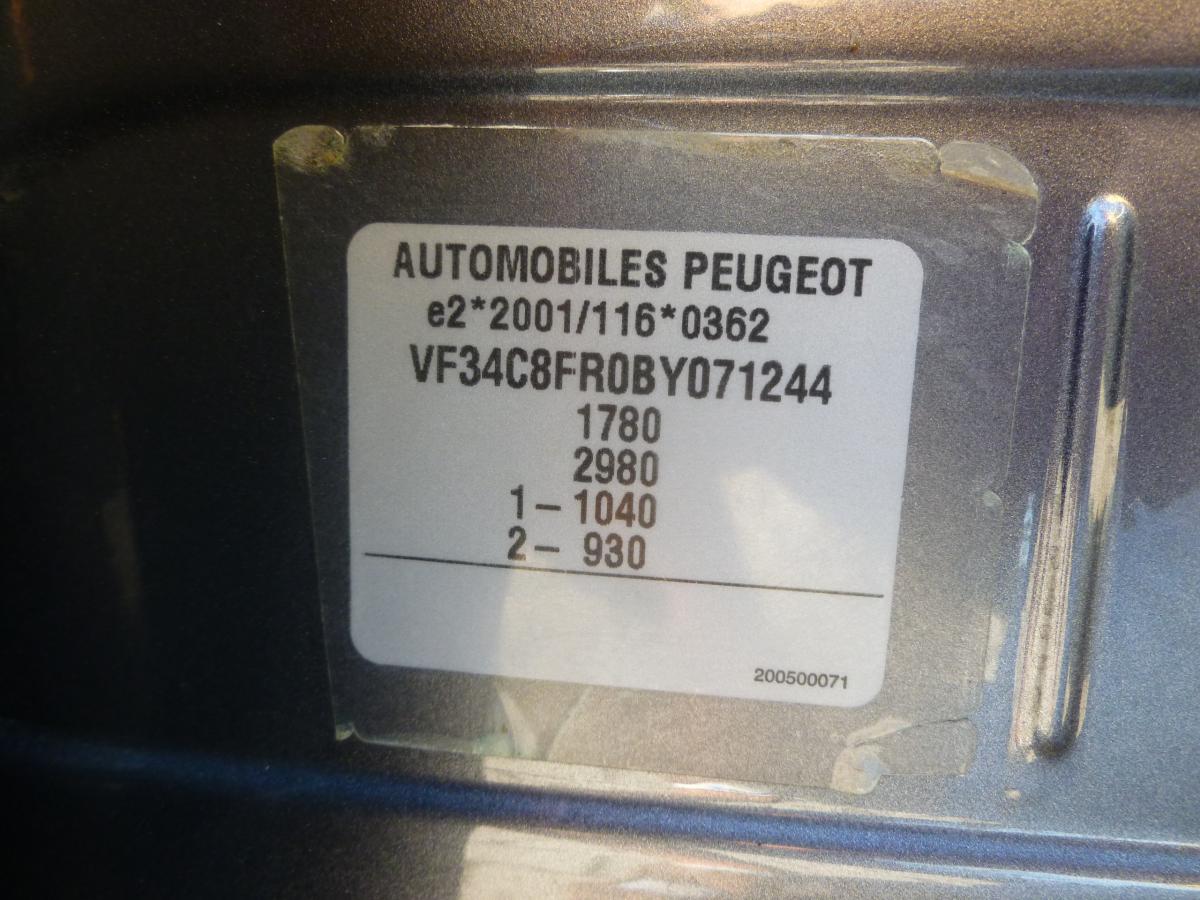 AUTOMOBILES PEUGEOT
e2*2001/116*0362
VF34C8FR0BY071244
1780
2980
1– 1040
2– 930
200500071